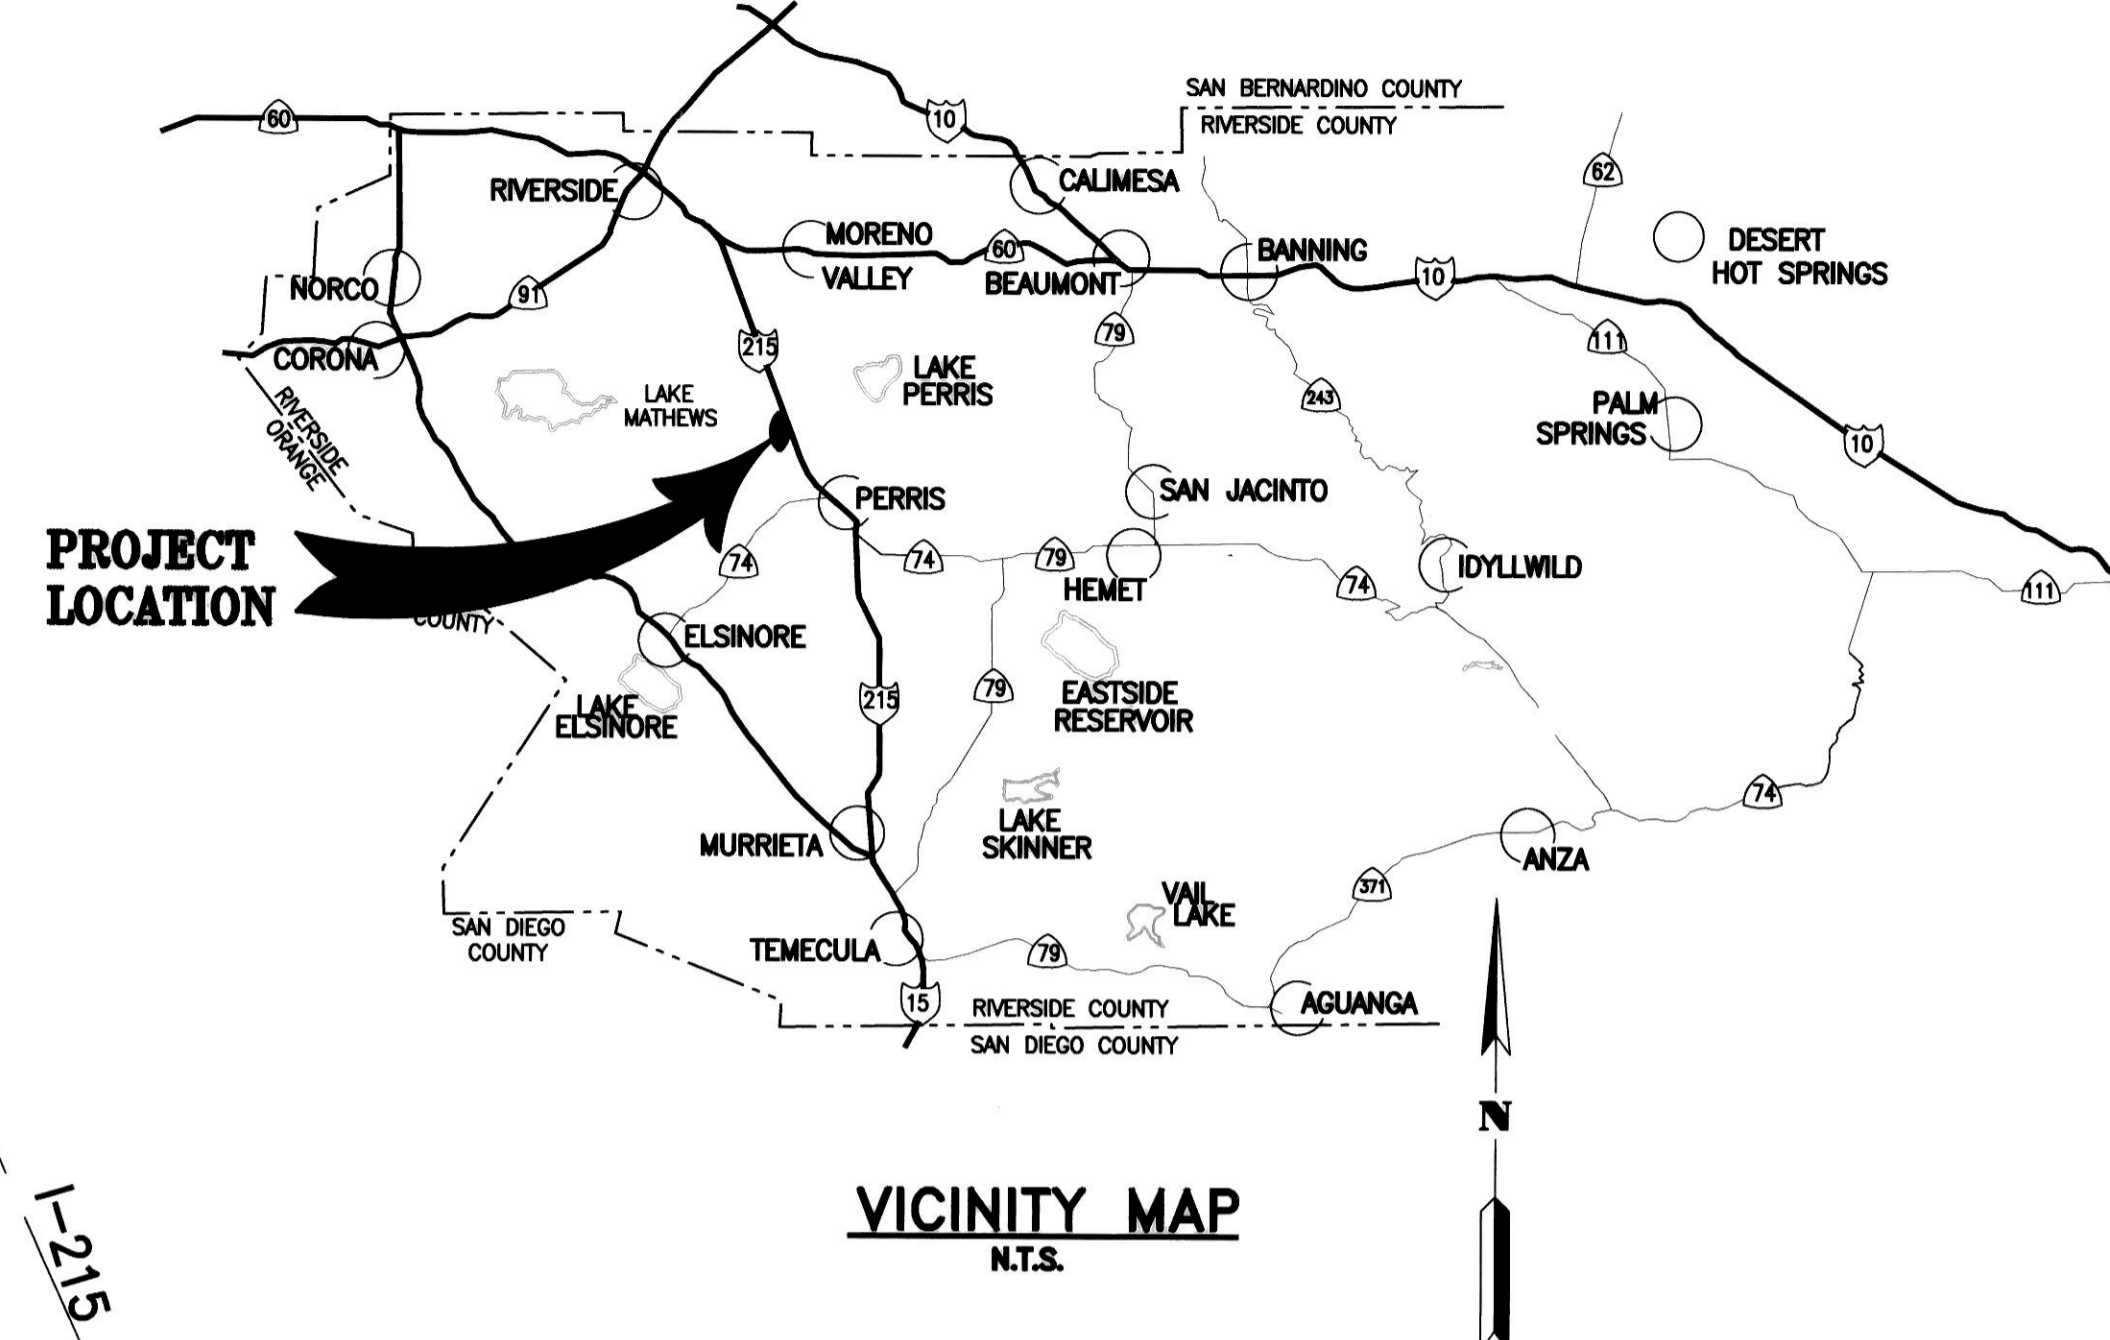 SAN BERNARDINO COUNTY
RIVERSIDE COUNTY
60
10
62
RIVERSIDE
CALIMESA
MORENO
VALLEY
60
BEAUMONT
BANNING
10
DESERT
HOT SPRINGS
NORCO
91
CORONA
215
79
111
LAKE
MATHEWS
LAKE
PERRIS
243
PALM
SPRINGS
10
RIVERSIDE
ORANGE
COUNTY
PERRIS
SAN JACINTO
PROJECT
LOCATION
74
74
79
HEMET
74
IDYLLWILD
111
ELSINORE
LAKE
ELSINORE
215
79
EASTSIDE
RESERVOIR
MURRIETA
LAKE
SKINNER
74
ANZA
371
VAIL
LAKE
SAN DIEGO
COUNTY
TEMECULA
79
15
RIVERSIDE COUNTY
SAN DIEGO COUNTY
AGUANGA
N
VICINITY MAP
N.T.S.
I-215